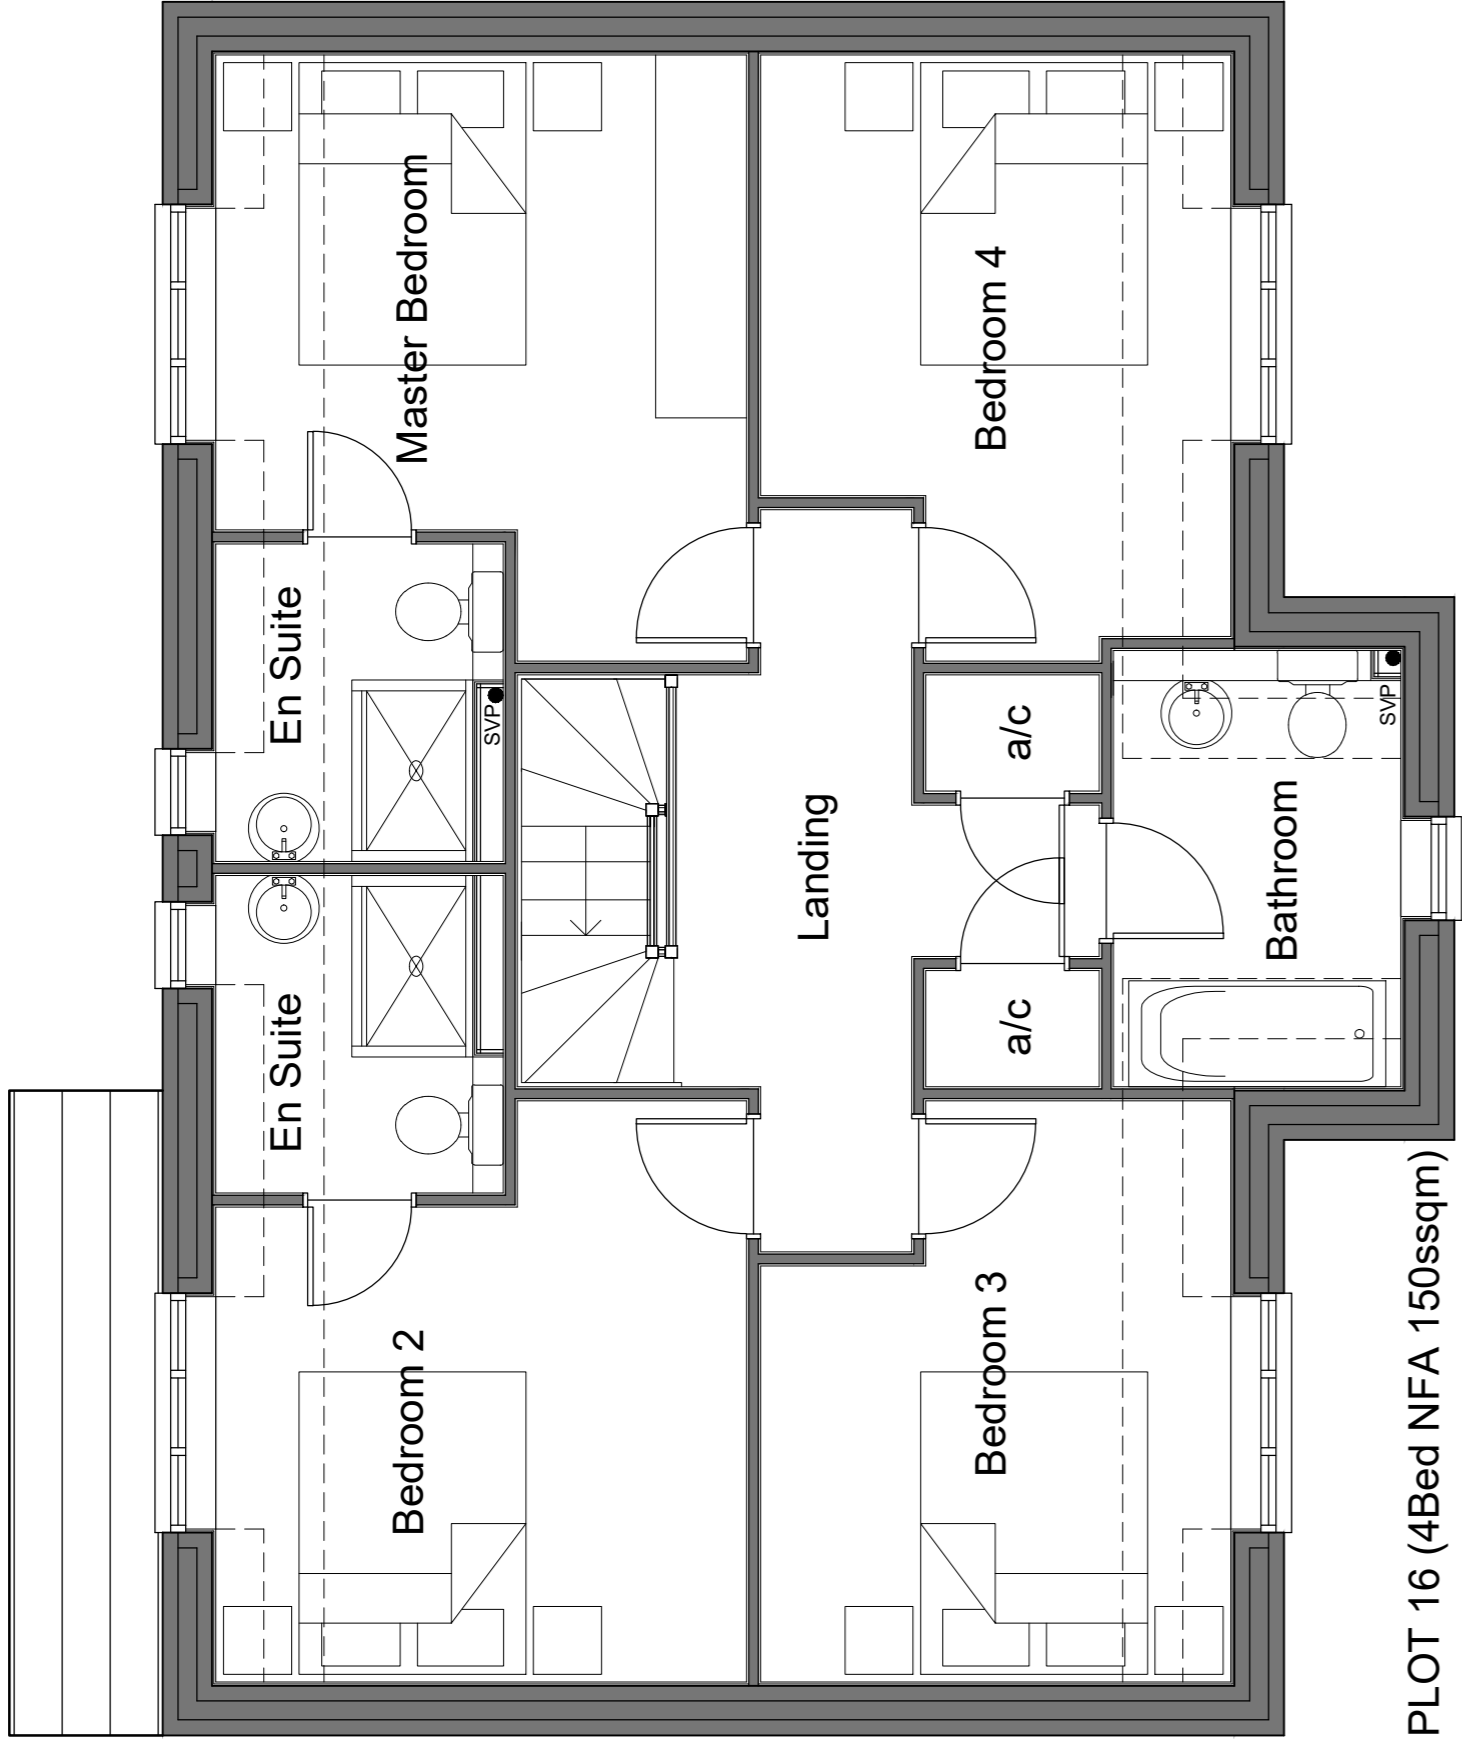 Bedroom 2
En Suite
En Suite
SVP
Master Bedroom
Landing
Bedroom 3
a/c
a/c
Bedroom 4
Bathroom
SVP
PLOT 16 (4Bed NFA 150ssqm)